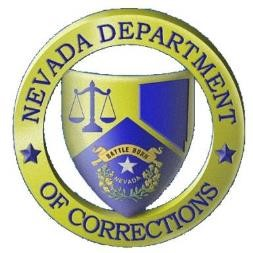 NEVADA DEPARTMENT
OF CORRECTIONS
BATTLE BORN
NEVADA